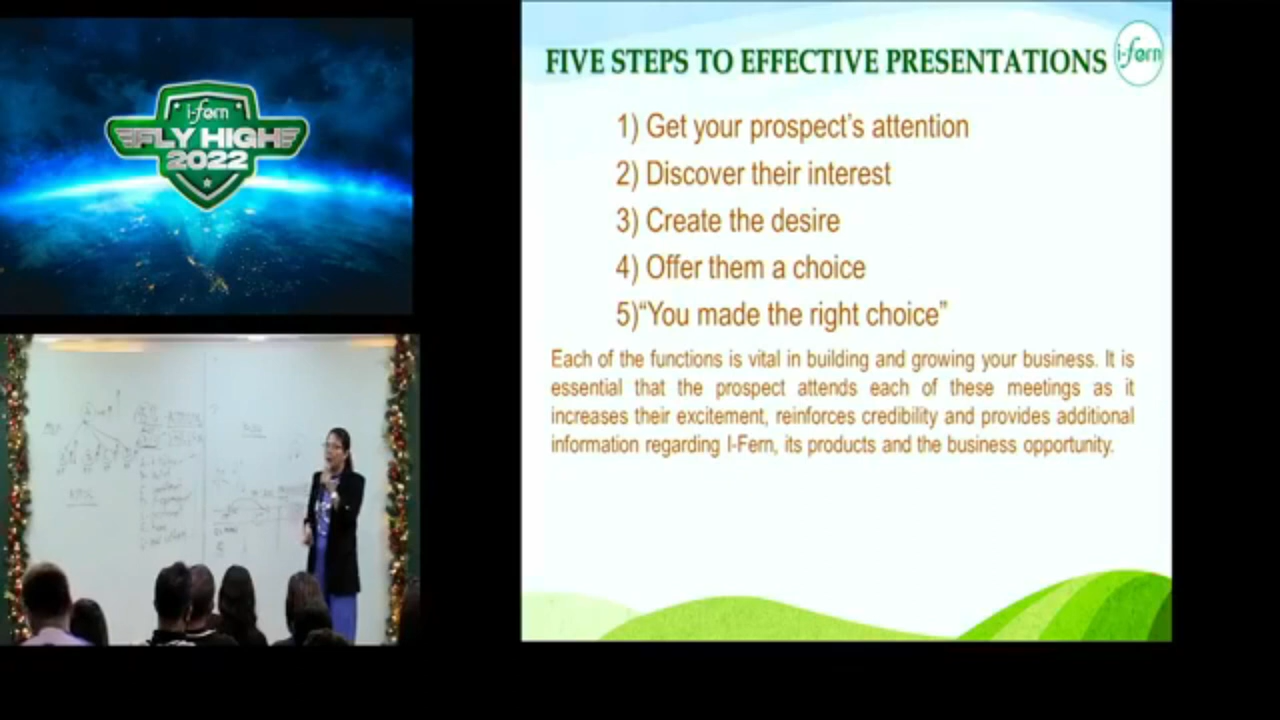 i-fern
FLY HIGH
2022
FIVE STEPS TO EFFECTIVE PRESENTATIONS
i-fern
1) Get your prospect's attention
2) Discover their interest
3) Create the desire
4) Offer them a choice
5)“You made the right choice”
Each of the functions is vital in building and growing your business. It is
essential that the prospect attends each of these meetings as it
increases their excitement, reinforces credibility and provides additional
information regarding I-Fern, its products and the business opportunity.